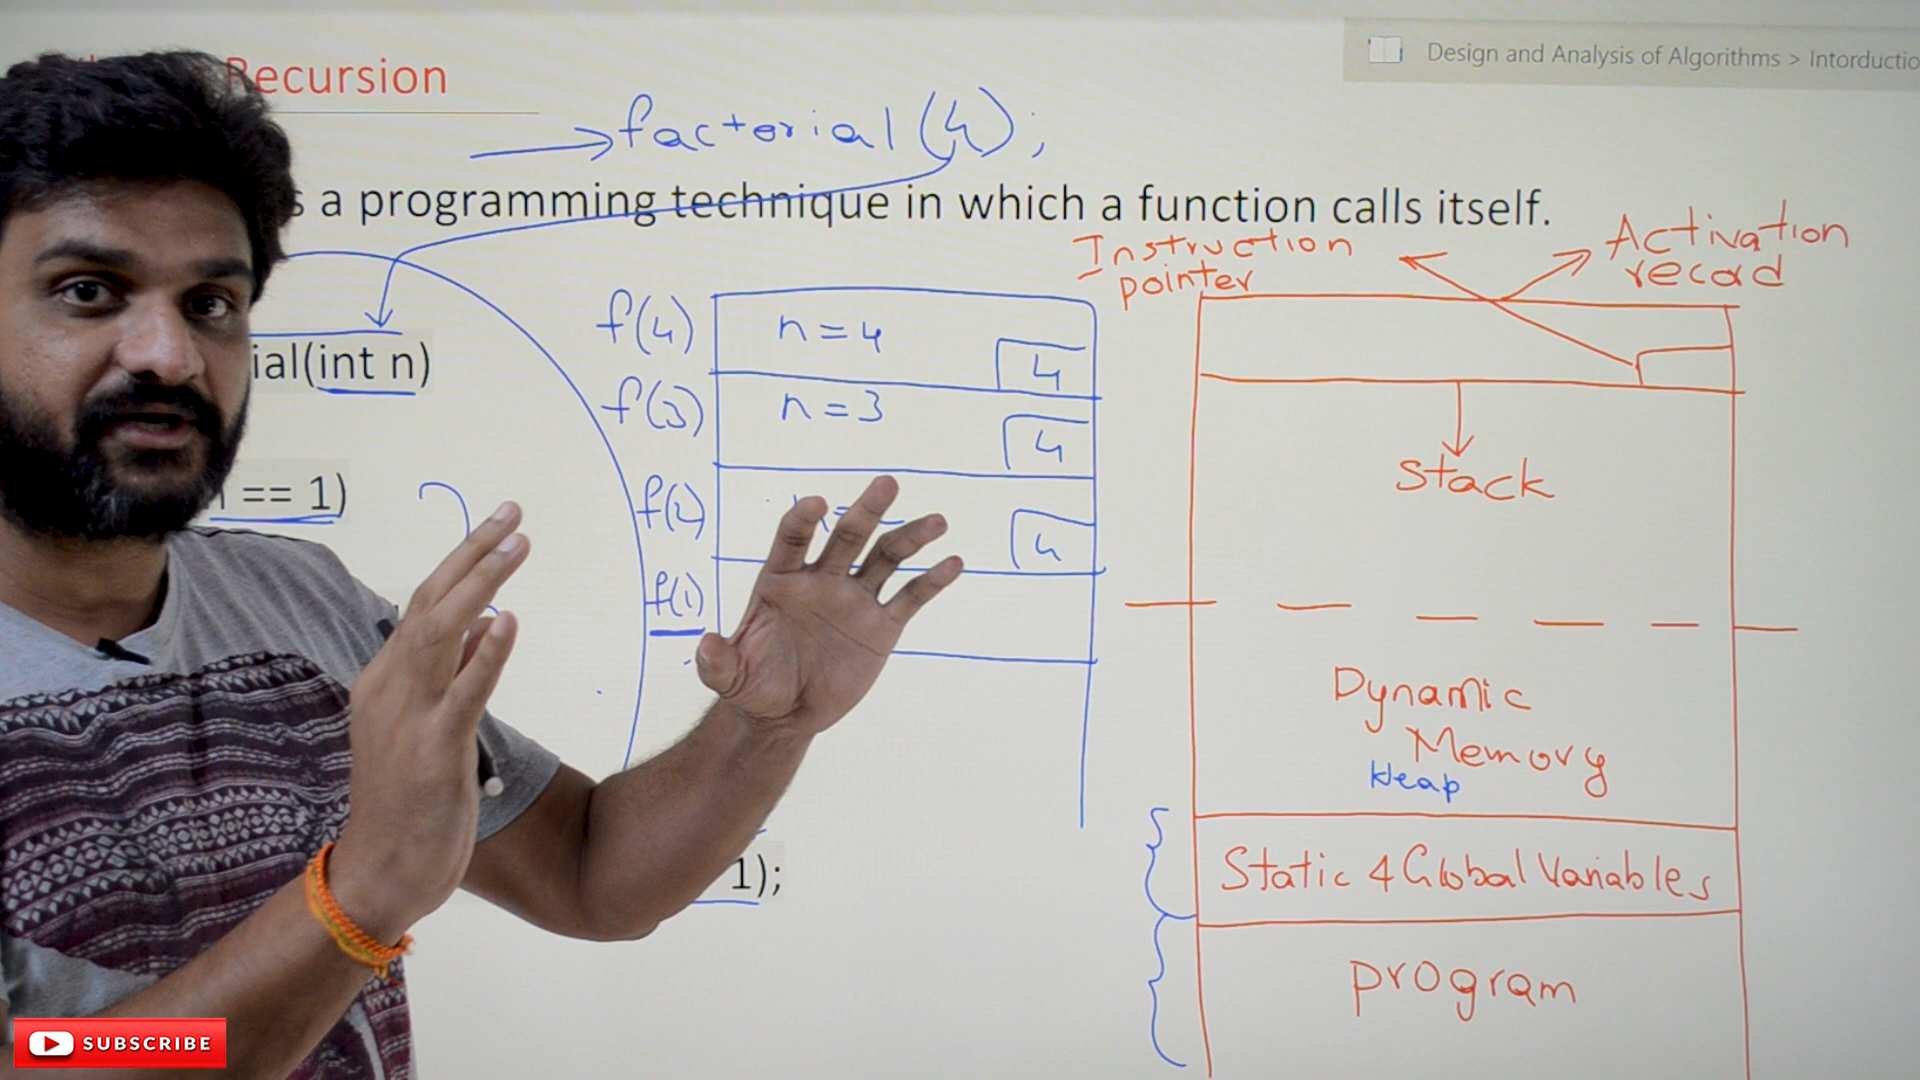 Recursion
Design and Analysis of Algorithms > Intorductio
factorial (4);
s a programming technique in which a function calls itself.
Instruction
pointer
Activation
record
f(4) n = 4 4
ial(int n)
f(3) n = 3 4
== 1)
f(2) 4
f(1)
Stack
Dynamic
Memory
Heap
1);
Static & Global Variables
program
SUBSCRIBE